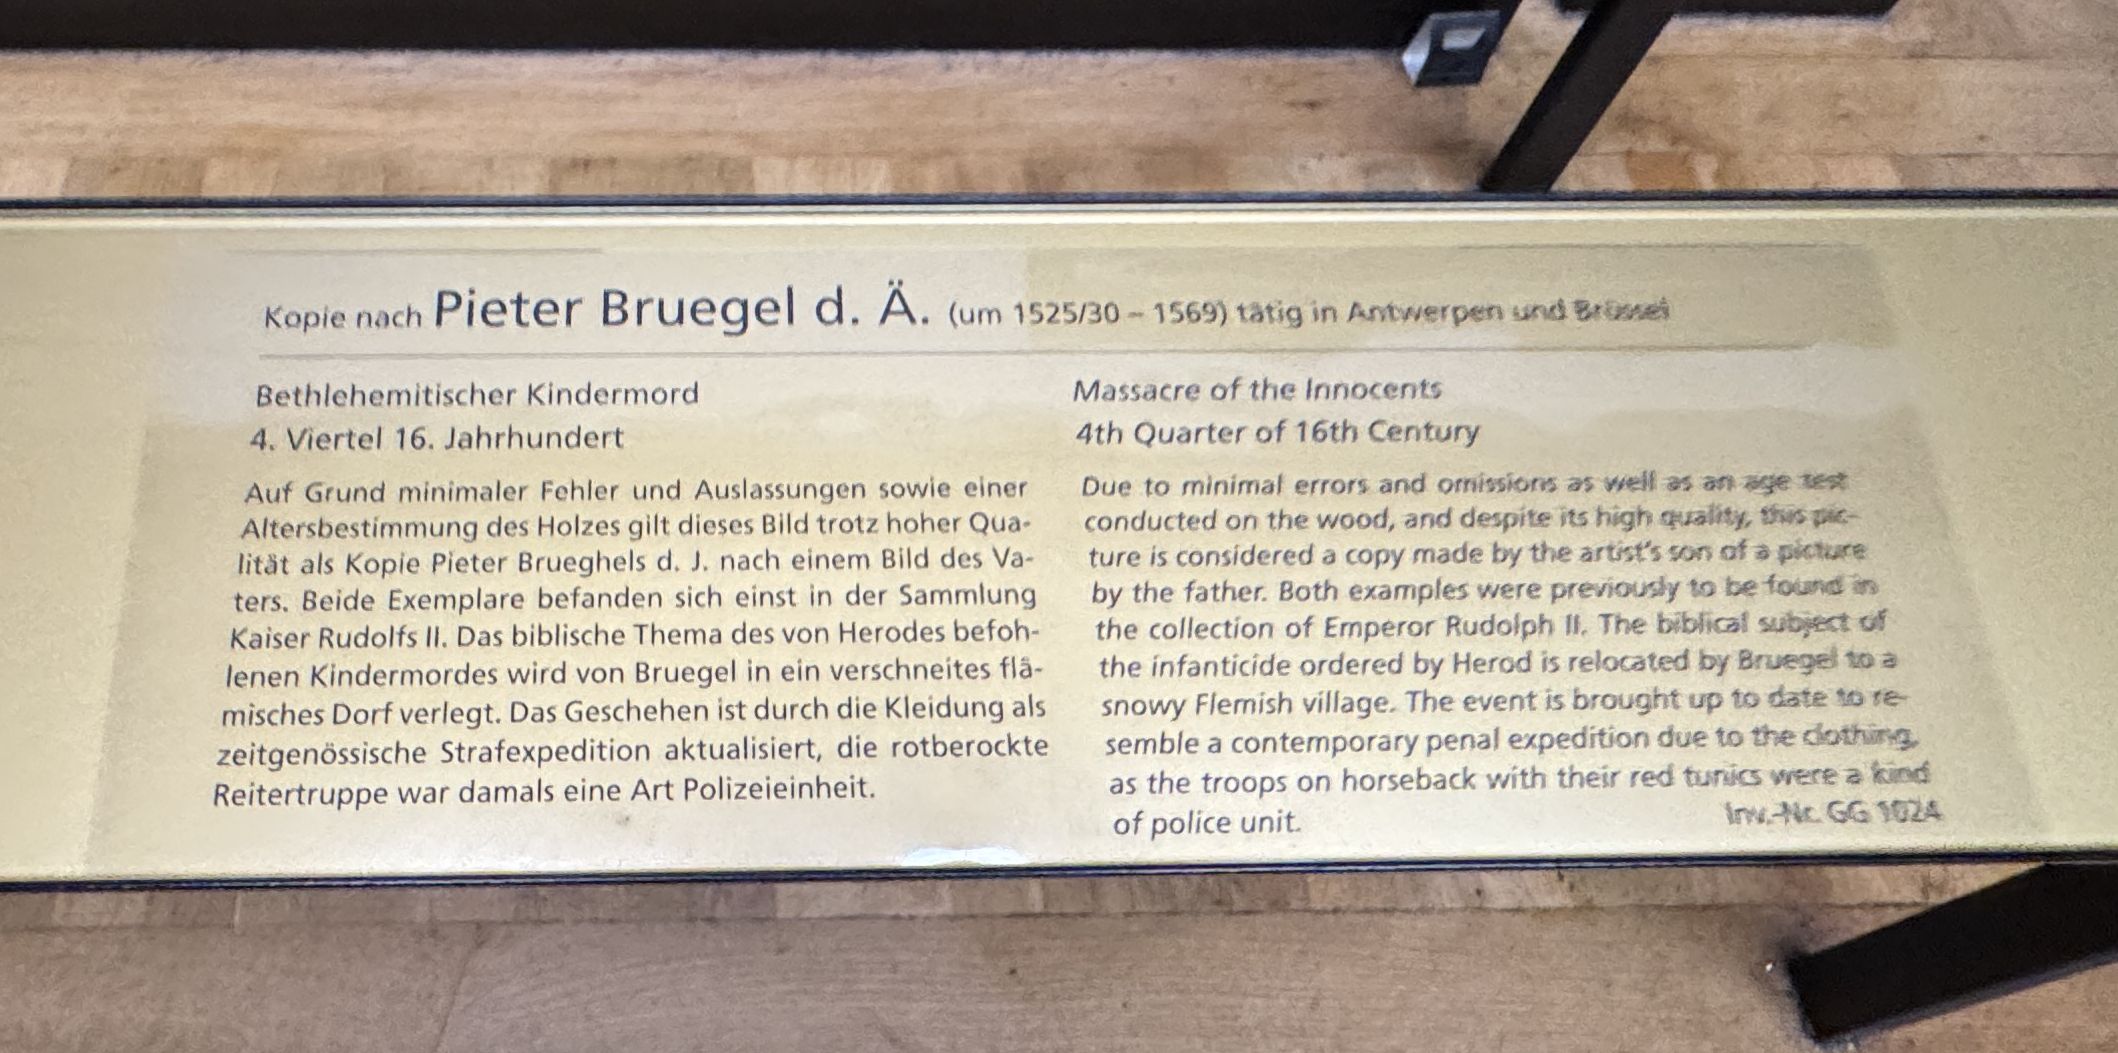 Kopie nach Pieter Bruegel d. Ä. (um 1525/30 – 1569) tätig in Antwerpen und Brüssel
Bethlehemitischer Kindermord
4. Viertel 16. Jahrhundert
Auf Grund minimaler Fehler und Auslassungen sowie einer
Altersbestimmung des Holzes gilt dieses Bild trotz hoher Qua-
lität als Kopie Pieter Brueghels d. J. nach einem Bild des Va-
ters. Beide Exemplare befanden sich einst in der Sammlung
Kaiser Rudolfs II. Das biblische Thema des von Herodes befoh-
lenen Kindermordes wird von Bruegel in ein verschneites flä-
misches Dorf verlegt. Das Geschehen ist durch die Kleidung als
zeitgenössische Strafexpedition aktualisiert, die rotberockte
Reitertruppe war damals eine Art Polizeieinheit.
Massacre of the Innocents
4th Quarter of 16th Century
Due to minimal errors and omissions as well as an age test
conducted on the wood, and despite its high quality, this pic-
ture is considered a copy made by the artist's son of a picture
by the father. Both examples were previously to be found in
the collection of Emperor Rudolph II. The biblical subject of
the infanticide ordered by Herod is relocated by Bruegel to a
snowy Flemish village. The event is brought up to date to re-
semble a contemporary penal expedition due to the clothing,
as the troops on horseback with their red tunics were a kind
of police unit.
Inv.-Nr. GG 1024